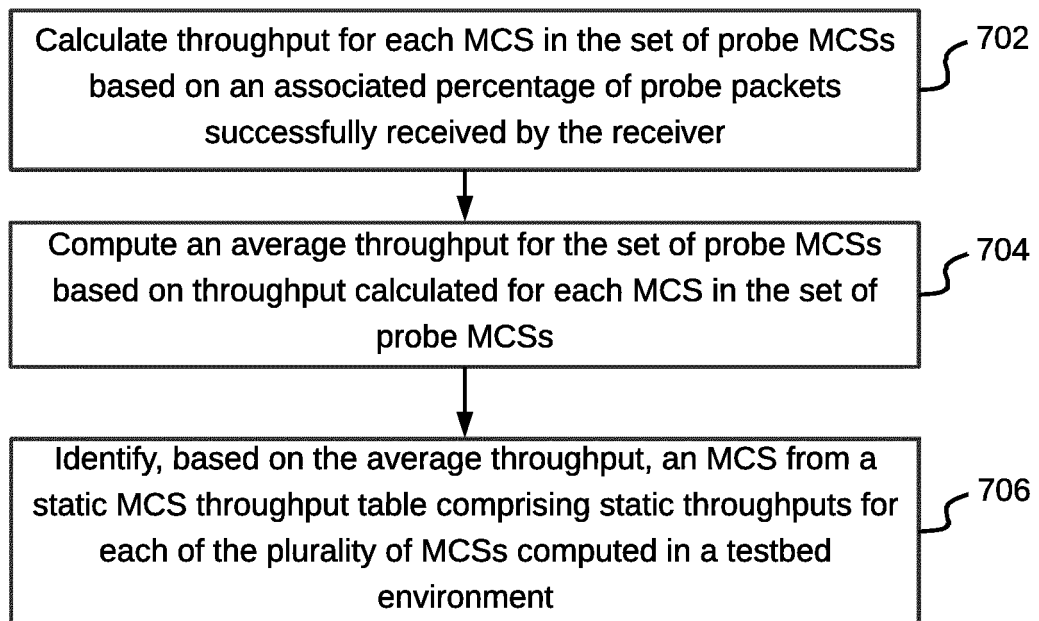 Calculate throughput for each MCS in the set of probe MCSs
based on an associated percentage of probe packets
successfully received by the receiver
702
Compute an average throughput for the set of probe MCSs
based on throughput calculated for each MCS in the set of
probe MCSs
704
Identify, based on the average throughput, an MCS from a
static MCS throughput table comprising static throughputs for
each of the plurality of MCSs computed in a testbed
environment
706